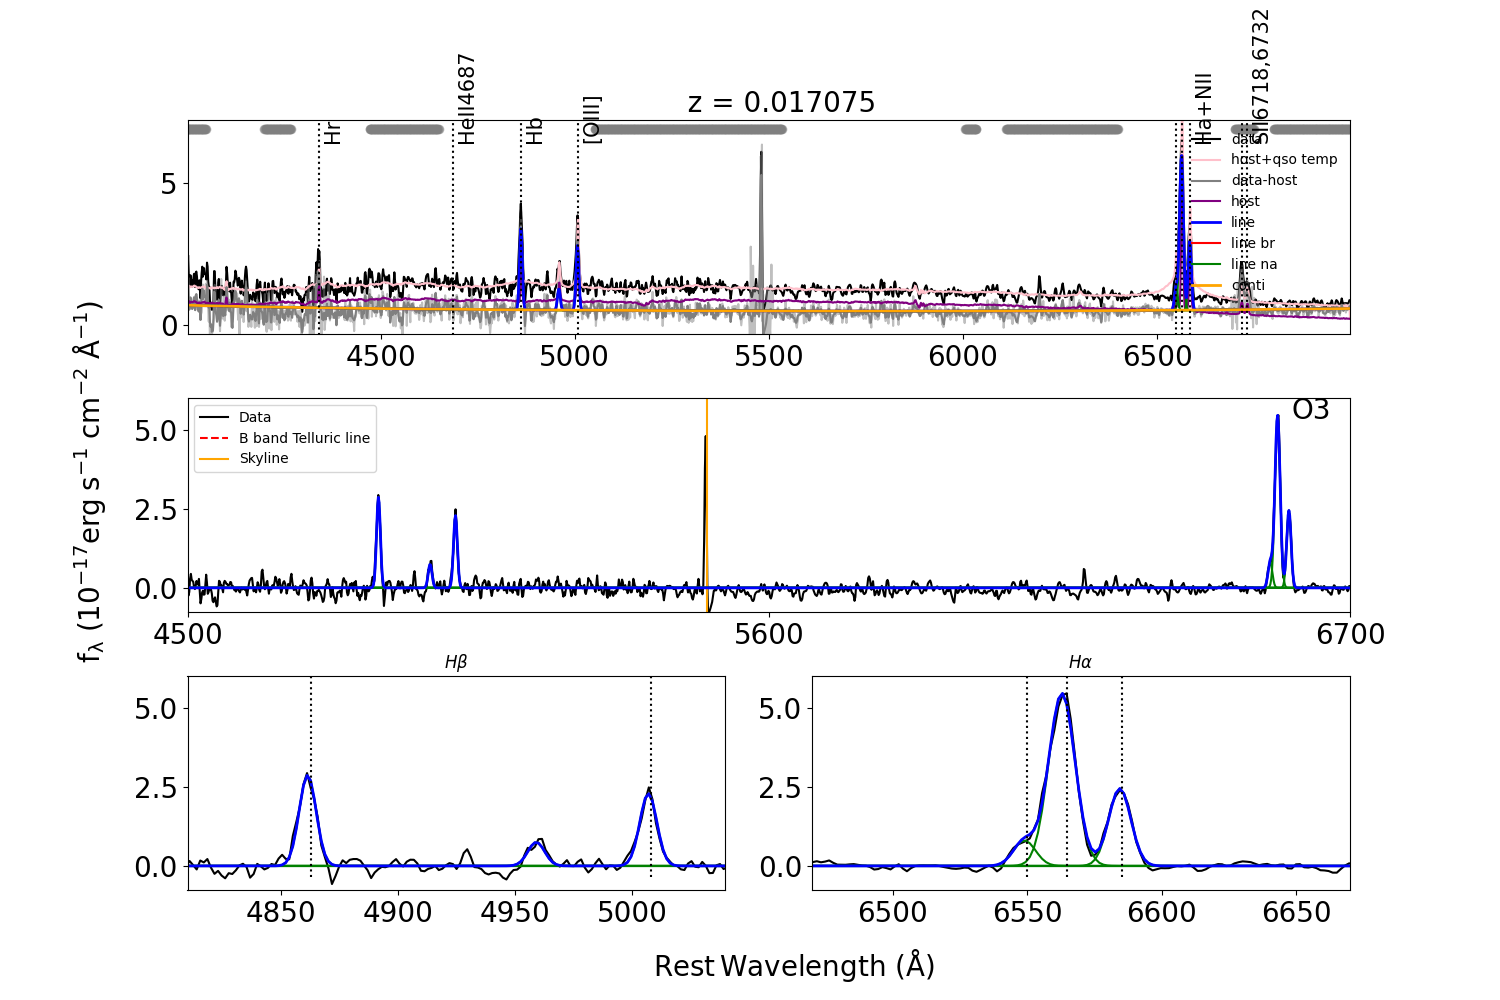 z = 0.017075
Hr
HeII4687
Hb
[OIII]
Ha+NII
SII6718,6732
data
host+qso temp
data-host
host
line
line br
line na
conti
5
0
4500
5000
5500
6000
6500
fλ (10−17erg s−1 cm−2 Å−1)
Data
B band Telluric line
Skyline
O3
5.0
2.5
0.0
4500
5600
6700
Hβ
5.0
2.5
0.0
4850
4900
4950
5000
Hα
5.0
2.5
0.0
6500
6550
6600
6650
Rest Wavelength (Å)